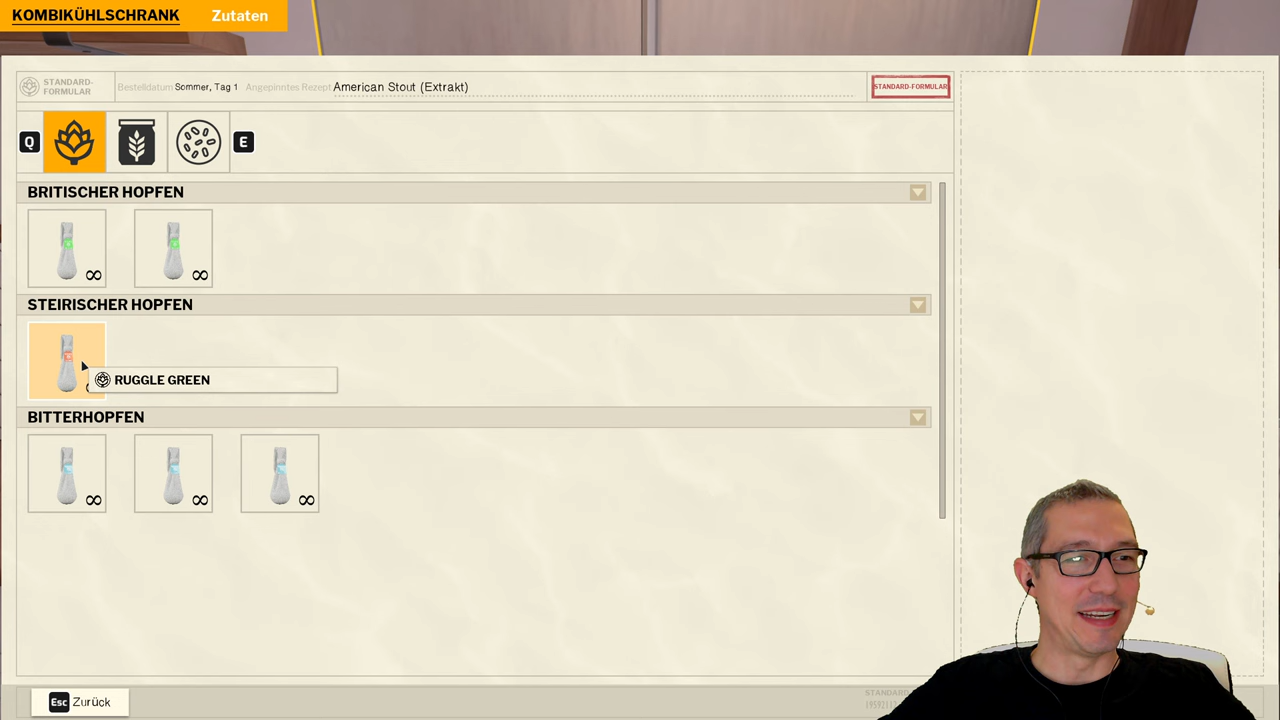 KOMBIKÜHLSCHRANK Zutaten
STANDARD-
FORMULAR
Bestelldatum Sommer, Tag 1 Angepinntes Rezept American Stout (Extrakt)
STANDARD-FORMULAR
Q E
BRITISCHER HOPFEN
∞ ∞
STEIRISCHER HOPFEN
RUGGLE GREEN
BITTERHOPFEN
∞ ∞ ∞
Esc Zurück